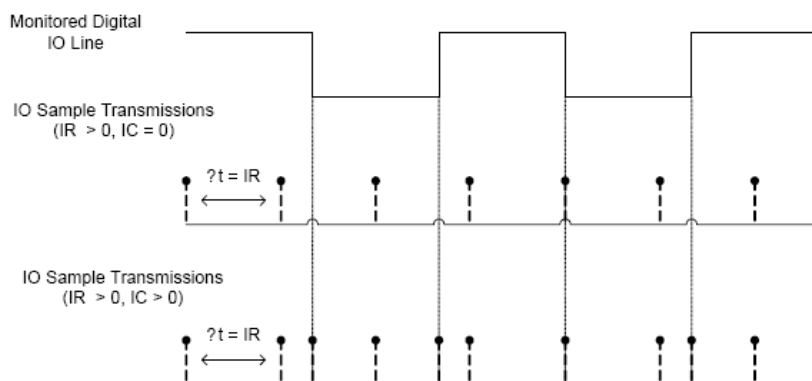 Monitored Digital
IO Line
IO Sample Transmissions
(IR > 0, IC = 0)
?t = IR
IO Sample Transmissions
(IR > 0, IC > 0)
?t = IR